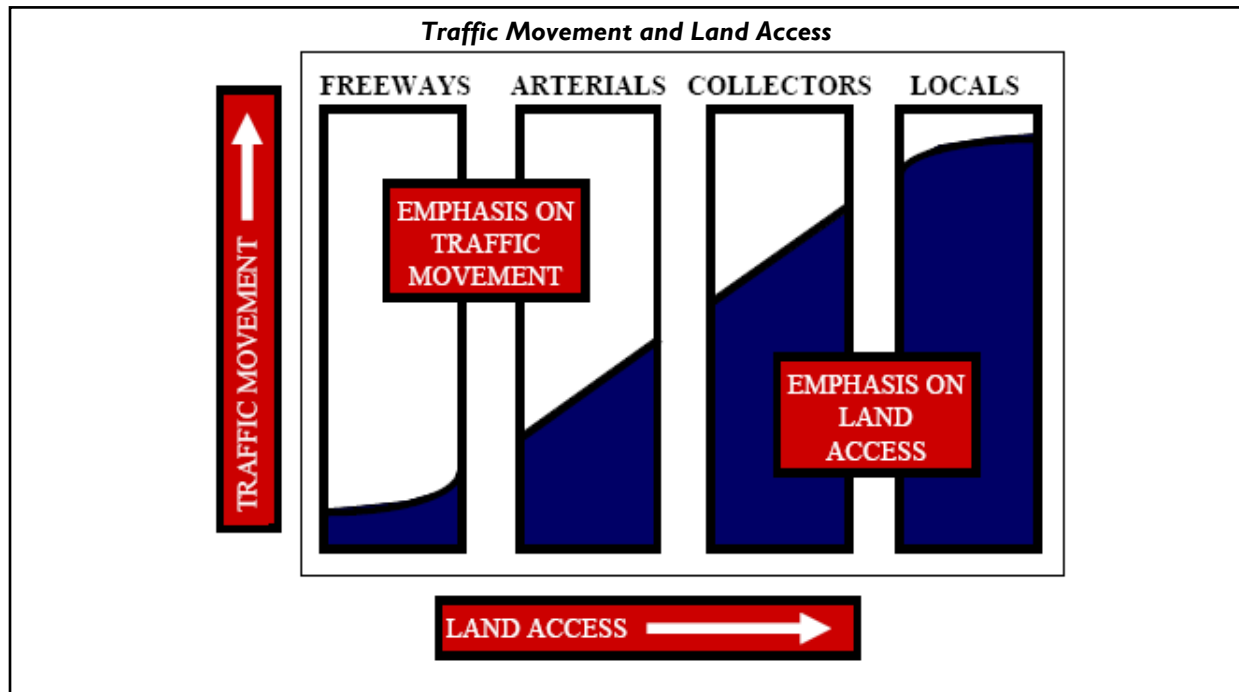 Traffic Movement and Land Access
FREEWAYS
ARTERIALS
COLLECTORS
LOCALS
TRAFFIC MOVEMENT
EMPHASIS ON
TRAFFIC
MOVEMENT
EMPHASIS ON
LAND
ACCESS
LAND ACCESS